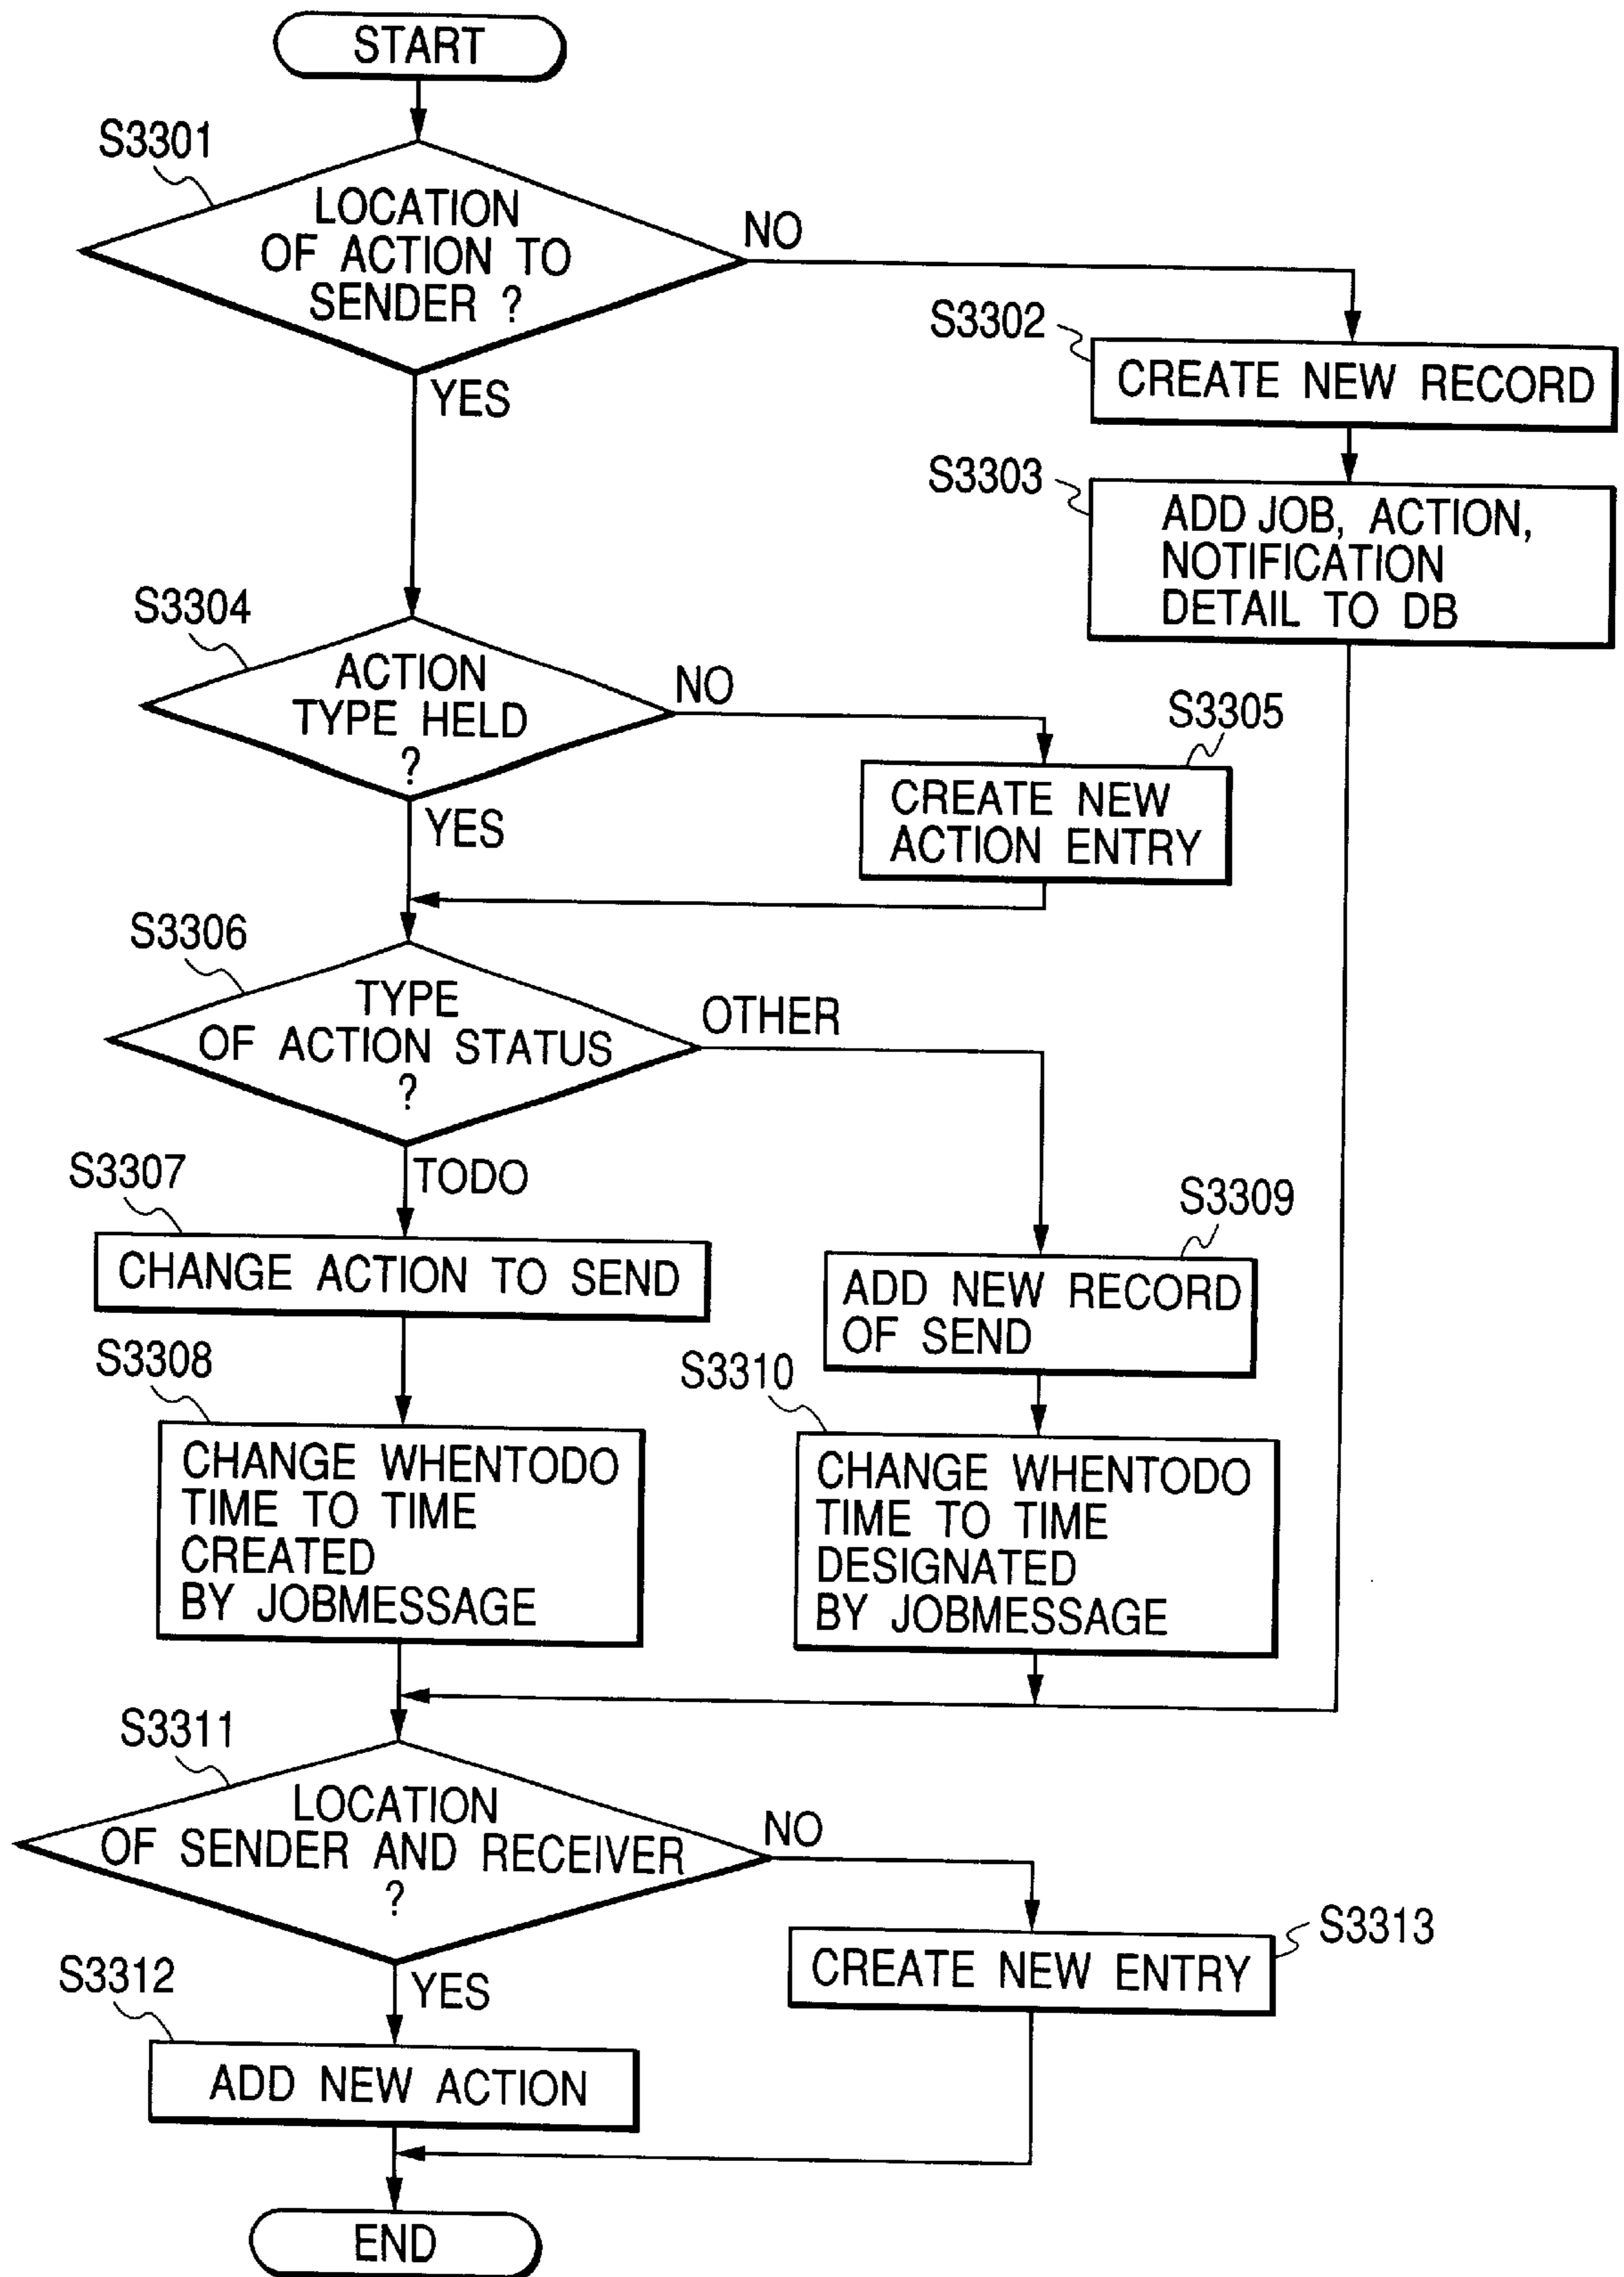 START
S3301
LOCATION
OF ACTION TO
SENDER ?
NO
YES
S3302
CREATE NEW RECORD
S3303
ADD JOB, ACTION,
NOTIFICATION
DETAIL TO DB
S3304
ACTION
TYPE HELD
?
NO
YES
S3305
CREATE NEW
ACTION ENTRY
S3306
TYPE
OF ACTION STATUS
?
OTHER
TODO
S3307
CHANGE ACTION TO SEND
S3308
CHANGE WHENTODO
TIME TO TIME
CREATED
BY JOBMESSAGE
S3309
ADD NEW RECORD
OF SEND
S3310
CHANGE WHENTODO
TIME TO TIME
DESIGNATED
BY JOBMESSAGE
S3311
LOCATION
OF SENDER AND RECEIVER
?
NO
YES
S3312
ADD NEW ACTION
S3313
CREATE NEW ENTRY
END